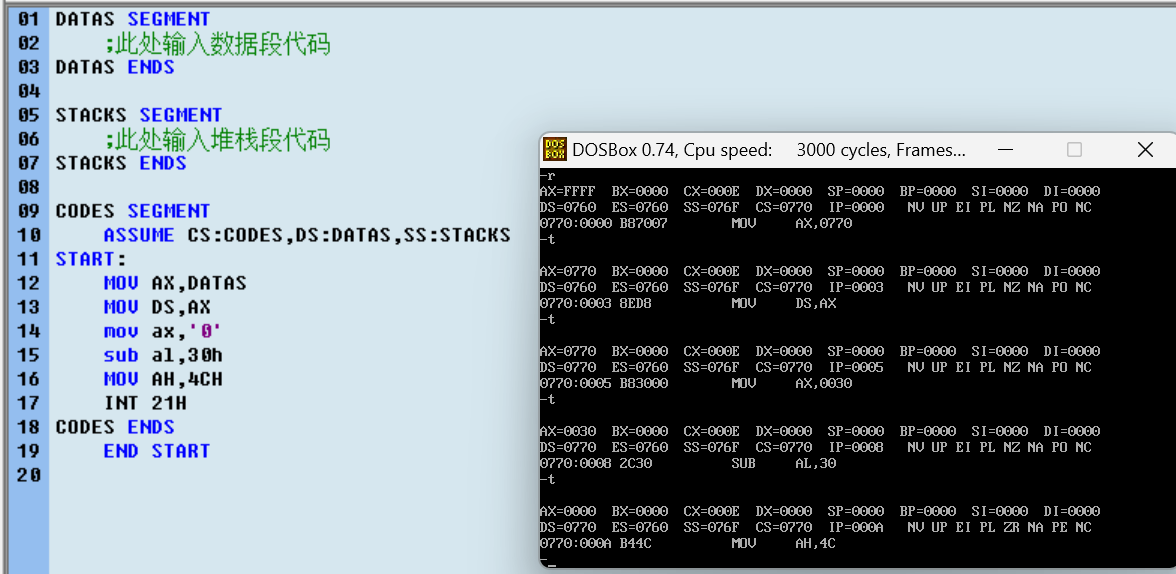 01 DATAS SEGMENT
02 ;此处输入数据段代码
03 DATAS ENDS
04
05 STACKS SEGMENT
06 ;此处输入堆栈段代码
07 STACKS ENDS
08
09 CODES SEGMENT
10 ASSUME CS:CODES,DS:DATAS,SS:STACKS
11 START:
12 MOV AX,DATAS
13 MOV DS,AX
14 mov ax,'0'
15 sub al,30h
16 MOV AH,4CH
17 INT 21H
18 CODES ENDS
19 END START
20
DOS BOX DOSBox 0.74, Cpu speed: 3000 cycles, Frames...
-r
AX=FFFF BX=0000 CX=000E DX=0000 SP=0000 BP=0000 SI=0000 DI=0000
DS=0760 ES=0760 SS=076F CS=0770 IP=0000 NV UP EI PL NZ NA PO NC
0770:0000 B87007 MOV AX,0770
-t
AX=0770 BX=0000 CX=000E DX=0000 SP=0000 BP=0000 SI=0000 DI=0000
DS=0760 ES=0760 SS=076F CS=0770 IP=0003 NV UP EI PL NZ NA PO NC
0770:0003 8ED8 MOV DS,AX
-t
AX=0770 BX=0000 CX=000E DX=0000 SP=0000 BP=0000 SI=0000 DI=0000
DS=0770 ES=0760 SS=076F CS=0770 IP=0005 NV UP EI PL NZ NA PO NC
0770:0005 B83000 MOV AX,0030
-t
AX=0030 BX=0000 CX=000E DX=0000 SP=0000 BP=0000 SI=0000 DI=0000
DS=0770 ES=0760 SS=076F CS=0770 IP=0008 NV UP EI PL NZ NA PO NC
0770:0008 2C30 SUB AL,30
-t
AX=0000 BX=0000 CX=000E DX=0000 SP=0000 BP=0000 SI=0000 DI=0000
DS=0770 ES=0760 SS=076F CS=0770 IP=000A NV UP EI PL ZR NA PE NC
0770:000A B44C MOV AH,4C
-_